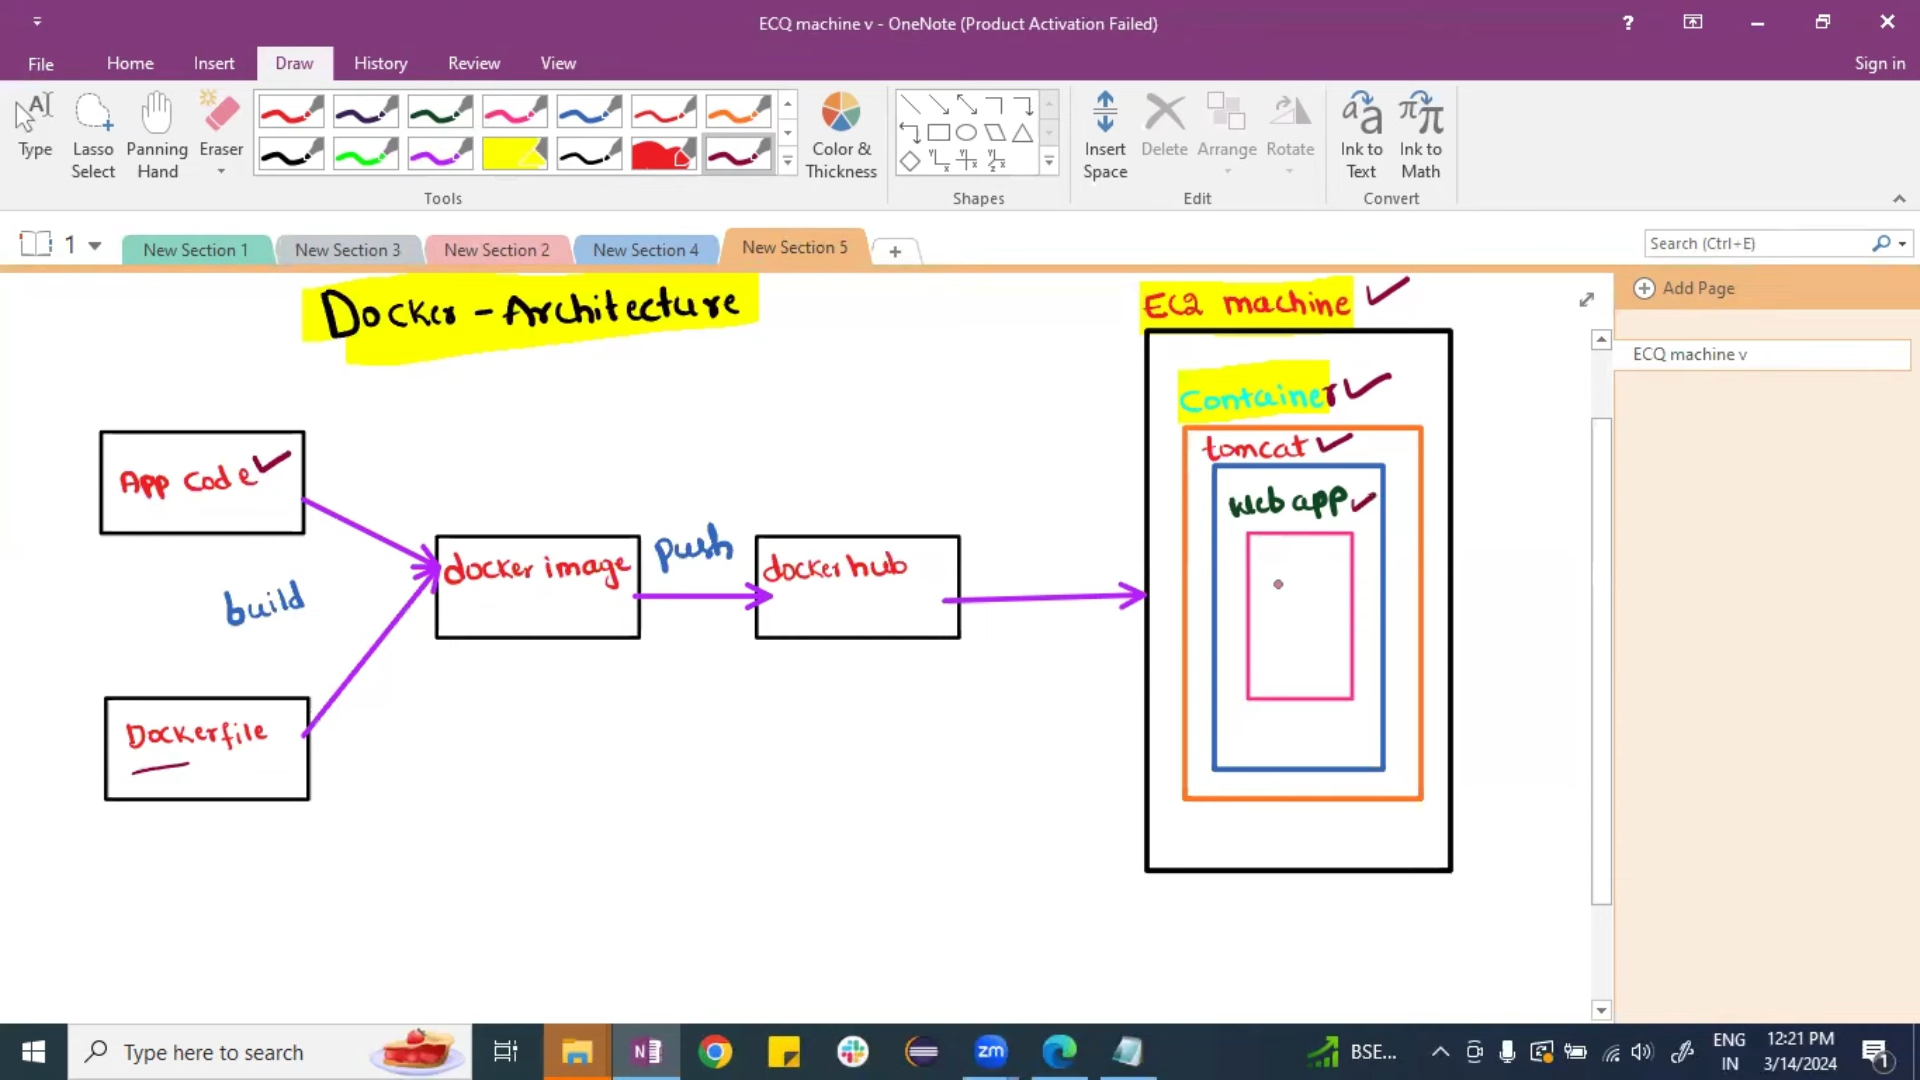 ECQ machine v - OneNote (Product Activation Failed)
?
File
Home
Insert
Draw
History
Review
View
Sign in
Type
Lasso Select
Panning Hand
Eraser
Color & Thickness
Insert Space
Delete
Arrange
Rotate
Ink to Text
Ink to Math
Tools
Shapes
Edit
Convert
1
New Section 1
New Section 3
New Section 2
New Section 4
New Section 5
Search (Ctrl+E)
Add Page
ECQ machine v
Docker - Architecture
EC2 machine
Container
tomcat
Web app
App Code
build
Dockerfile
docker image
push
docker hub
Type here to search
N
zm
BSE...
ENG
IN
12:21 PM
3/14/2024
1